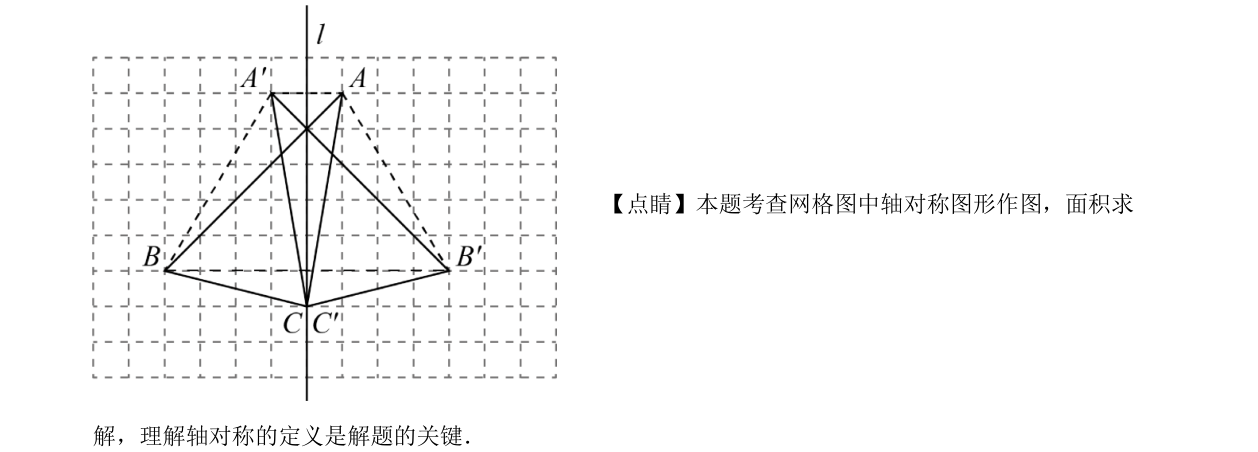 l
A′ A
B B′
C C′
【点睛】本题考查网格图中轴对称图形作图，面积求
解，理解轴对称的定义是解题的关键．